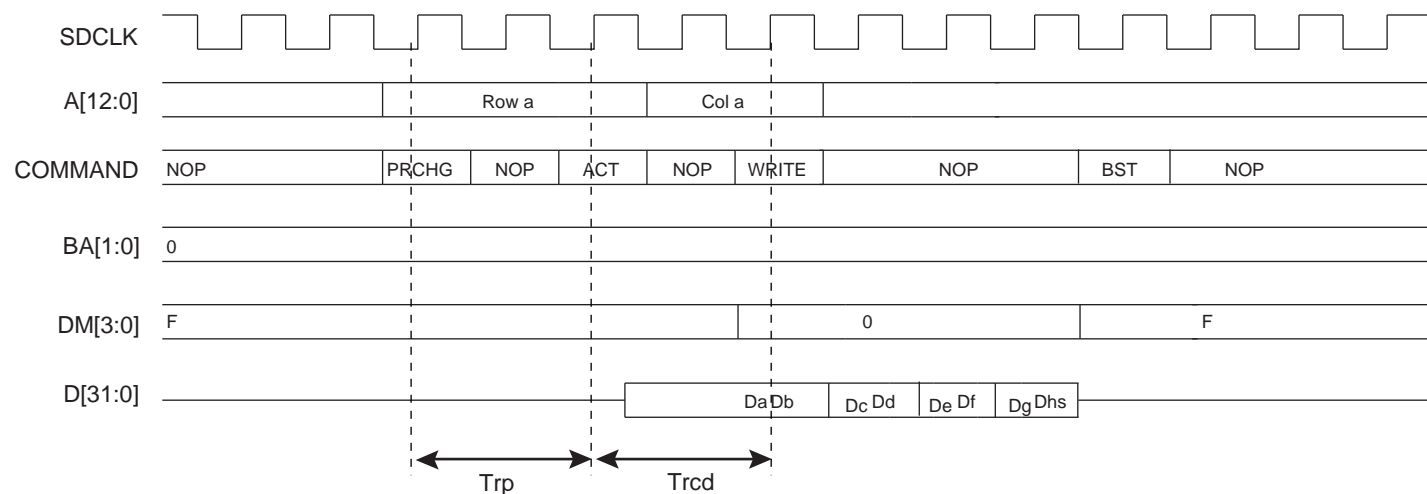 SDCLK
A[12:0] Row a Col a
COMMAND NOP PRCHG NOP ACT NOP WRITE NOP BST NOP
BA[1:0] 0
DM[3:0] F 0 F
D[31:0] Da Db Dc Dd De Df Dg Dhs
Trp Trcd